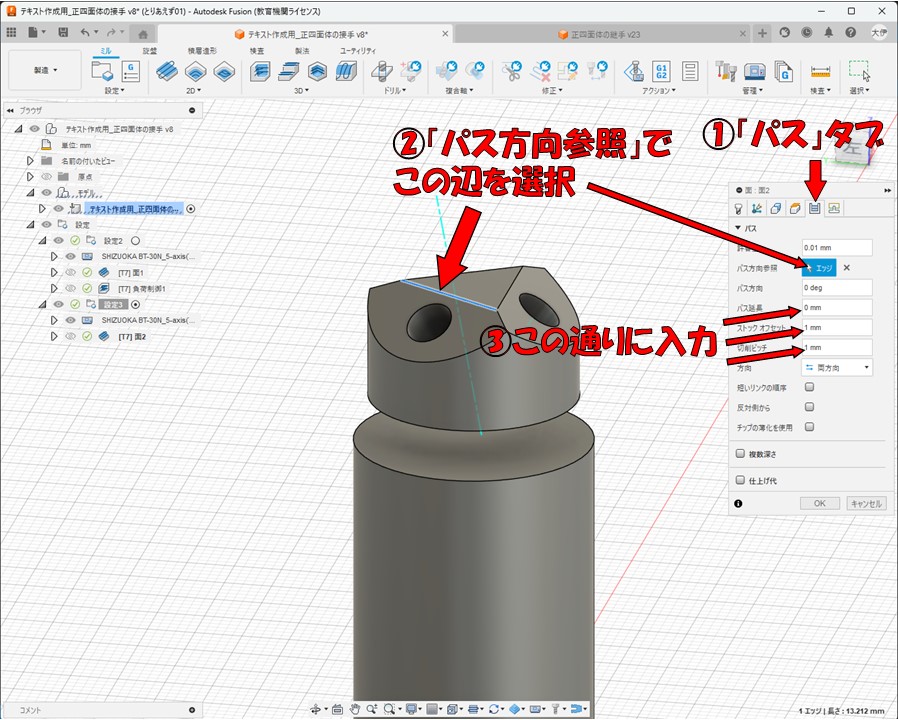 テキスト作成用_正四面体の接手 v8* (とりあえず01) - Autodesk Fusion (教育機関ライセンス)
テキスト作成用_正四面体の接手 v8*
正四面体の継手 v23
大伊
製造
ミル
旋盤
積層造形
検査
製法
ユーティリティ
設定
2D
3D
ドリル
複合軸
修正
アクション
管理
検査
選択
G1
G2
ブラウザ
テキスト作成用_正四面体の接手 v8
単位: mm
名前の付いたビュー
原点
モデル
テキスト作成用_正四面体の...
設定
設定2
SHIZUOKA BT-30N_5-axis(...
[T7] 面1
[T7] 負荷制御1
設定3
SHIZUOKA BT-30N_5-axis(...
[T7] 面2
①「パス」タブ
②「パス方向参照」で
この辺を選択
③この通りに入力
左
面 : 面2
パス
0.01 mm
パス方向参照
エッジ
パス方向
0 deg
パス延長
0 mm
ストックオフセット
1 mm
切削ピッチ
1 mm
方向
両方向
短いリンクの順序
反対側から
チップの薄化を使用
複数深さ
仕上げ代
OK
キャンセル
コメント
1 エッジ | 長さ : 13.212 mm